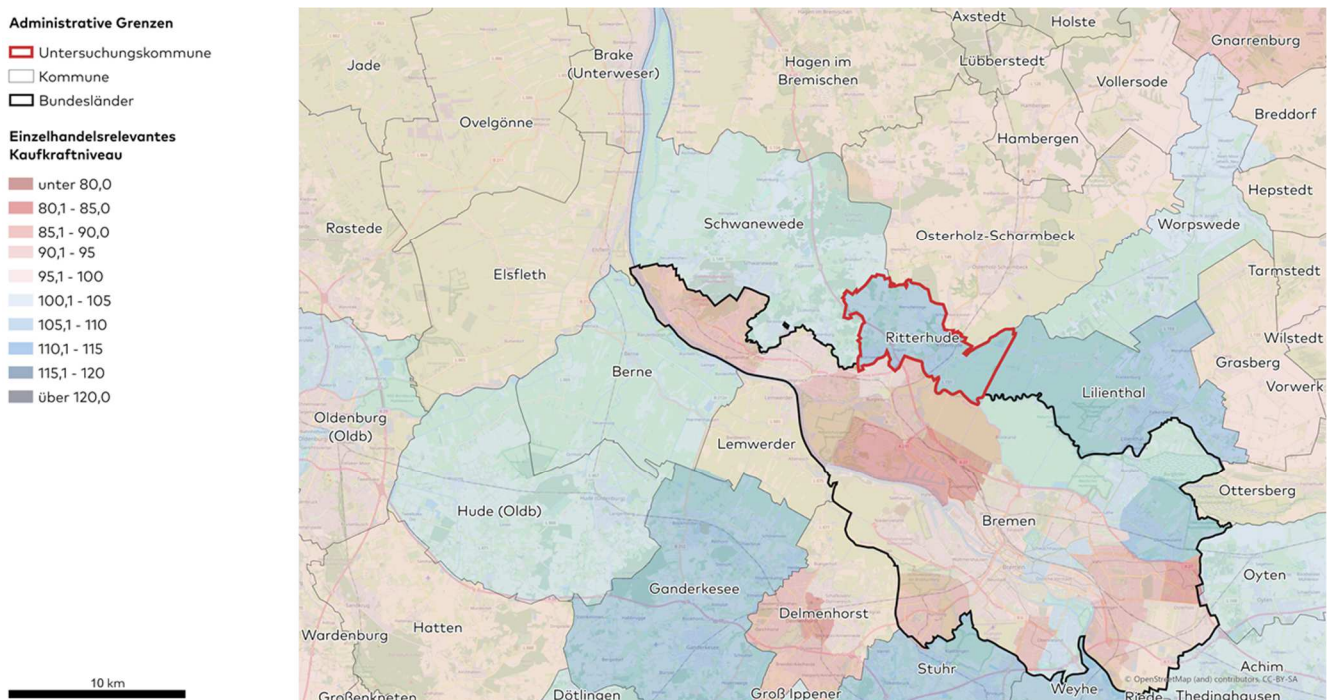 Administrative Grenzen
Untersuchungskommune
Kommune
Bundesländer
Einzelhandelsrelevantes
Kaufkraftniveau
unter 80,0
80,1 - 85,0
85,1 - 90,0
90,1 - 95
95,1 - 100
100,1 - 105
105,1 - 110
110,1 - 115
115,1 - 120
über 120,0
10 km
Axstedt
Holste
Gnarrenburg
Brake
(Unterweser)
Jade
Hagen im
Bremischen
Lübberstedt
Vollersode
Ovelgönne
Breddorf
Hambergen
Hepstedt
Rastede
Schwanewede
Osterholz-Scharmbeck
Worpswede
Elsfleth
Tarmstedt
Ritterhude
Wilstedt
Grasberg
Berne
Lilienthal
Vorwerk
Oldenburg
(Oldb)
Lemwerder
Ottersberg
Hude (Oldb)
Bremen
Oyten
Ganderkesee
Delmenhorst
Hatten
Wardenburg
Stuhr
Achim
© OpenStreetMap (and) contributors, CC-BY-SA
Großenkneten
Dötlingen
Groß Ippener
Weyhe
Riede
Thedinghausen